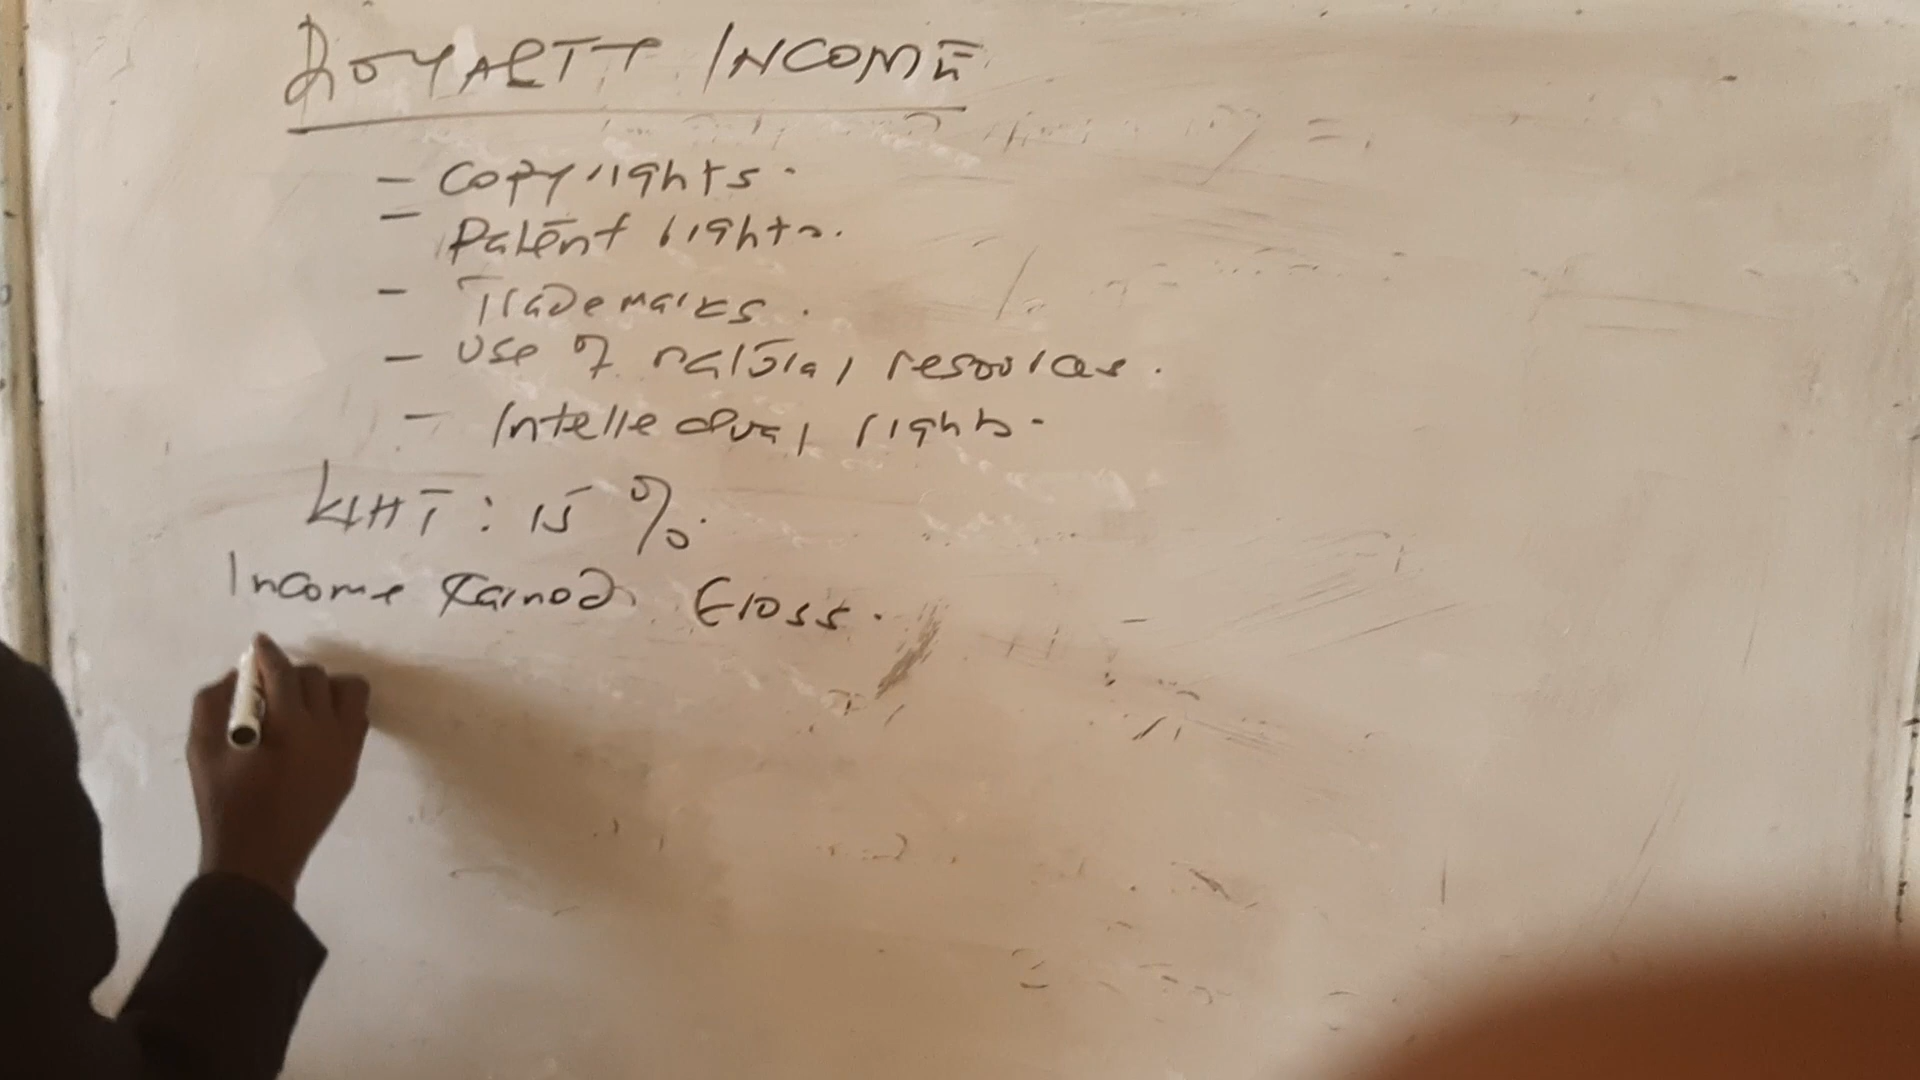 ROYALTY INCOME
- Copyrights.
- Patent rights.
- Trademarks.
- Use of natural resources.
- Intellectual rights.
WHT: 15%.
Income Earned Gross.